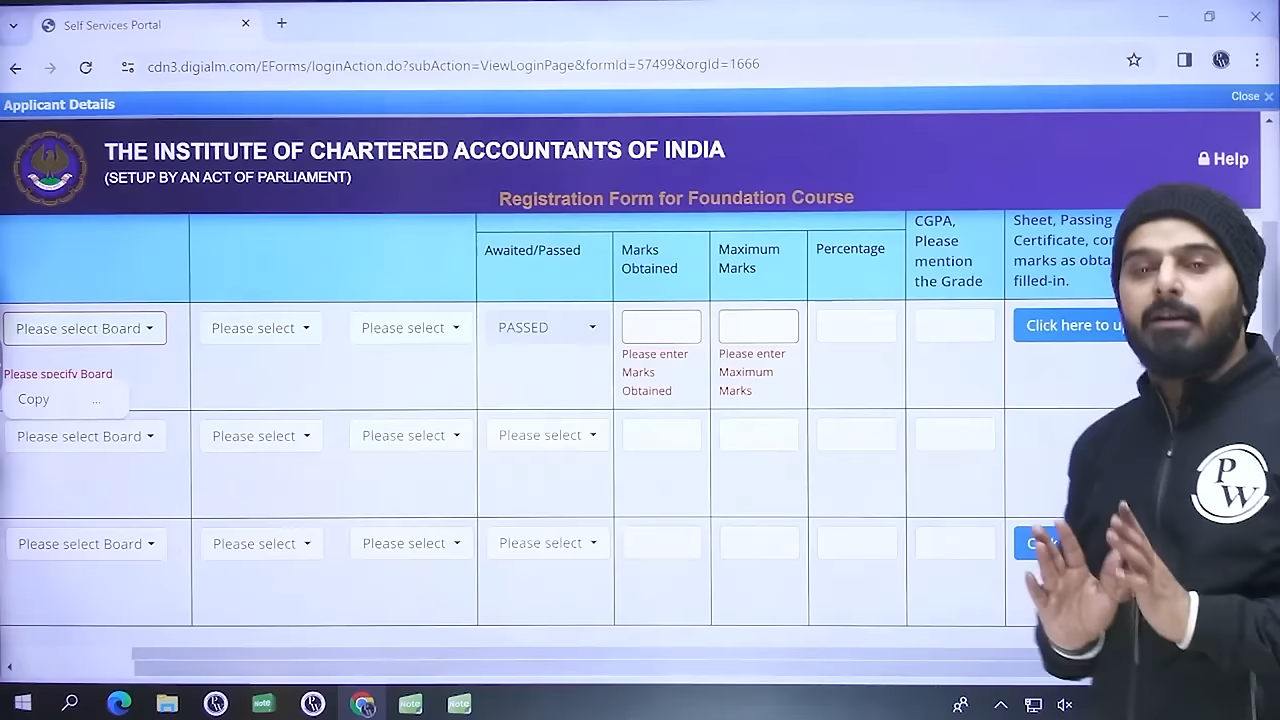 Self Services Portal
cdn3.digialm.com/EForms/loginAction.do?subAction=ViewLoginPage&formId=57499&orgId=1666
Applicant Details
Close
THE INSTITUTE OF CHARTERED ACCOUNTANTS OF INDIA
(SETUP BY AN ACT OF PARLIAMENT)
Help
Registration Form for Foundation Course
Awaited/Passed
Marks
Obtained
Maximum
Marks
Percentage
CGPA,
Please
mention
the Grade
Sheet, Passing
Certificate,
marks as
filled-in.
Please select Board
Please select
Please select
PASSED
Click here to
Please specify Board
Please enter
Marks
Obtained
Please enter
Maximum
Marks
Copy ...
Please select Board
Please select
Please select
Please select
Please select Board
Please select
Please select
Please select
PW
Note
Note
Note